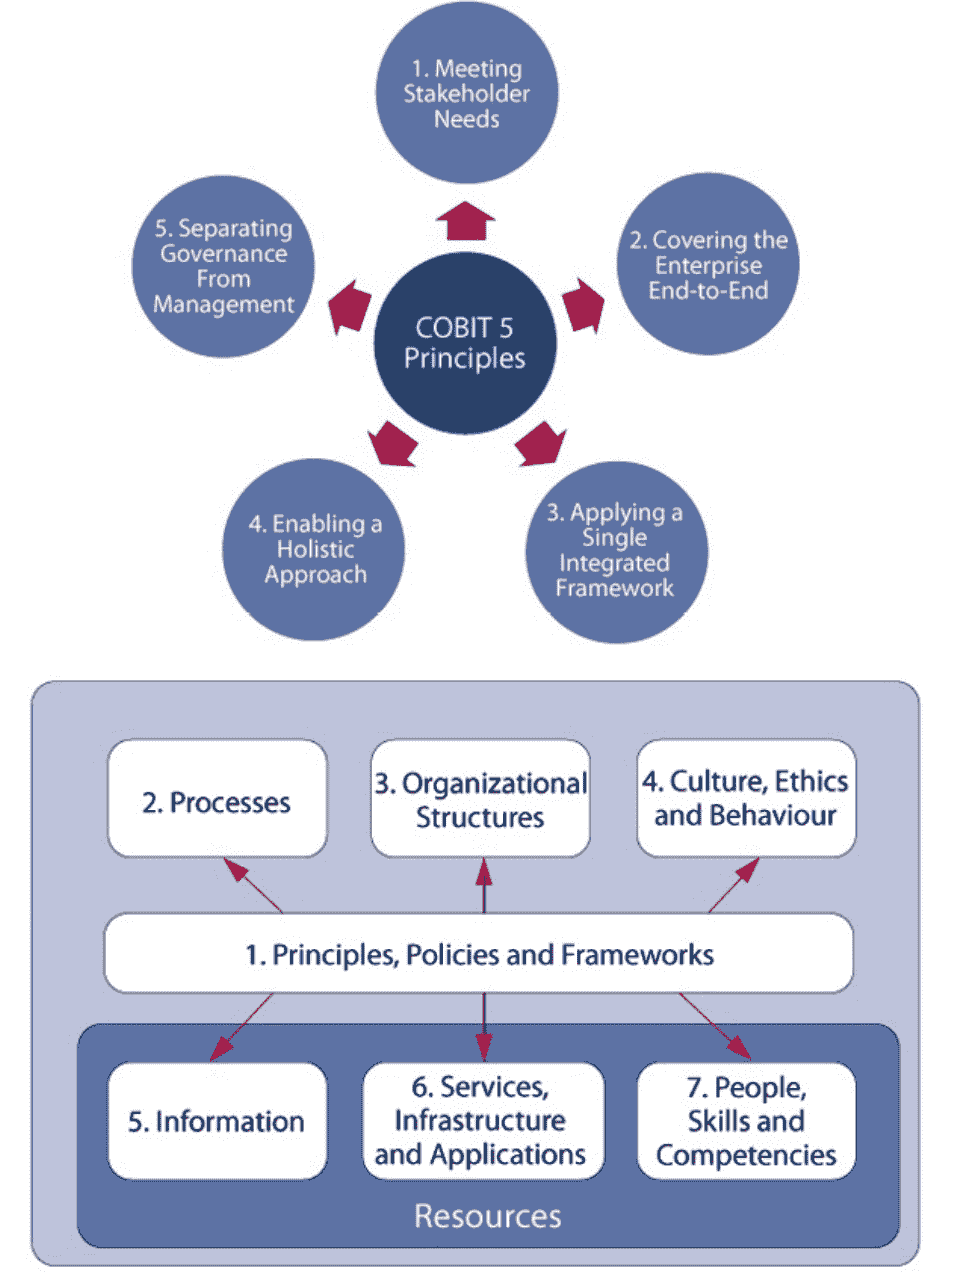 1. Meeting
Stakeholder
Needs
5. Separating
Governance
From
Management
2. Covering the
Enterprise
End-to-End
COBIT 5
Principles
4. Enabling a
Holistic
Approach
3. Applying a
Single
Integrated
Framework
2. Processes
3. Organizational
Structures
4. Culture, Ethics
and Behaviour
1. Principles, Policies and Frameworks
5. Information
6. Services,
Infrastructure
and Applications
7. People,
Skills and
Competencies
Resources